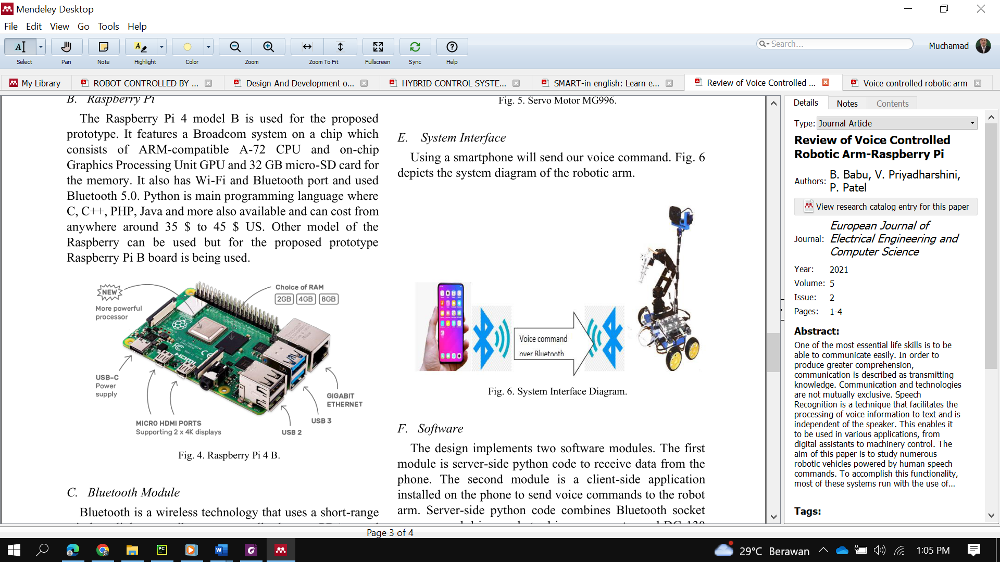 Mendeley Desktop
File Edit View Go Tools Help
Select Pan Note Highlight Color Zoom Zoom To Fit Fullscreen Sync Help
Search...
Muchamad
My Library
ROBOT CONTROLLED BY ...
Design And Development o...
HYBRID CONTROL SYSTE...
SMART-in english: Learn e...
Review of Voice Controlled ...
Voice controlled robotic arm
B. Raspberry Pi
The Raspberry Pi 4 model B is used for the proposed
prototype. It features a Broadcom system on a chip which
consists of ARM-compatible A-72 CPU and on-chip
Graphics Processing Unit GPU and 32 GB micro-SD card for
the memory. It also has Wi-Fi and Bluetooth port and used
Bluetooth 5.0. Python is main programming language where
C, C++, PHP, Java and more also available and can cost from
anywhere around 35 $ to 45 $ US. Other model of the
Raspberry can be used but for the proposed prototype
Raspberry Pi B board is being used.
NEW
More powerful
processor
Choice of RAM
2GB 4GB 8GB
HDMI
USB-C
Power
supply
MICRO HDMI PORTS
Supporting 2 x 4K displays
USB 2
USB 3
GIGABIT
ETHERNET
Fig. 4. Raspberry Pi 4 B.
C. Bluetooth Module
Bluetooth is a wireless technology that uses a short-range
Fig. 5. Servo Motor MG996.
E. System Interface
Using a smartphone will send our voice command. Fig. 6
depicts the system diagram of the robotic arm.
Voice command
over Bluetooth
Fig. 6. System Interface Diagram.
F. Software
The design implements two software modules. The first
module is server-side python code to receive data from the
phone. The second module is a client-side application
installed on the phone to send voice commands to the robot
arm. Server-side python code combines Bluetooth socket
Page 3 of 4
Details Notes Contents
Type: Journal Article
Review of Voice Controlled
Robotic Arm-Raspberry Pi
Authors: B. Babu, V. Priyadharshini,
P. Patel
View research catalog entry for this paper
Journal: European Journal of
Electrical Engineering and
Computer Science
Year: 2021
Volume: 5
Issue: 2
Pages: 1-4
Abstract:
One of the most essential life skills is to be
able to communicate easily. In order to
produce greater comprehension,
communication is described as transmitting
knowledge. Communication and technologies
are not mutually exclusive. Speech
Recognition is a technique that facilitates the
processing of voice information to text and is
independent of the speaker. This enables it
to be used in various applications, from
digital assistants to machinery control. The
aim of this paper is to study numerous
robotic vehicles powered by human speech
commands. To accomplish this functionality,
most of these systems run with the use of...
Tags:
29°C Berawan
1:05 PM